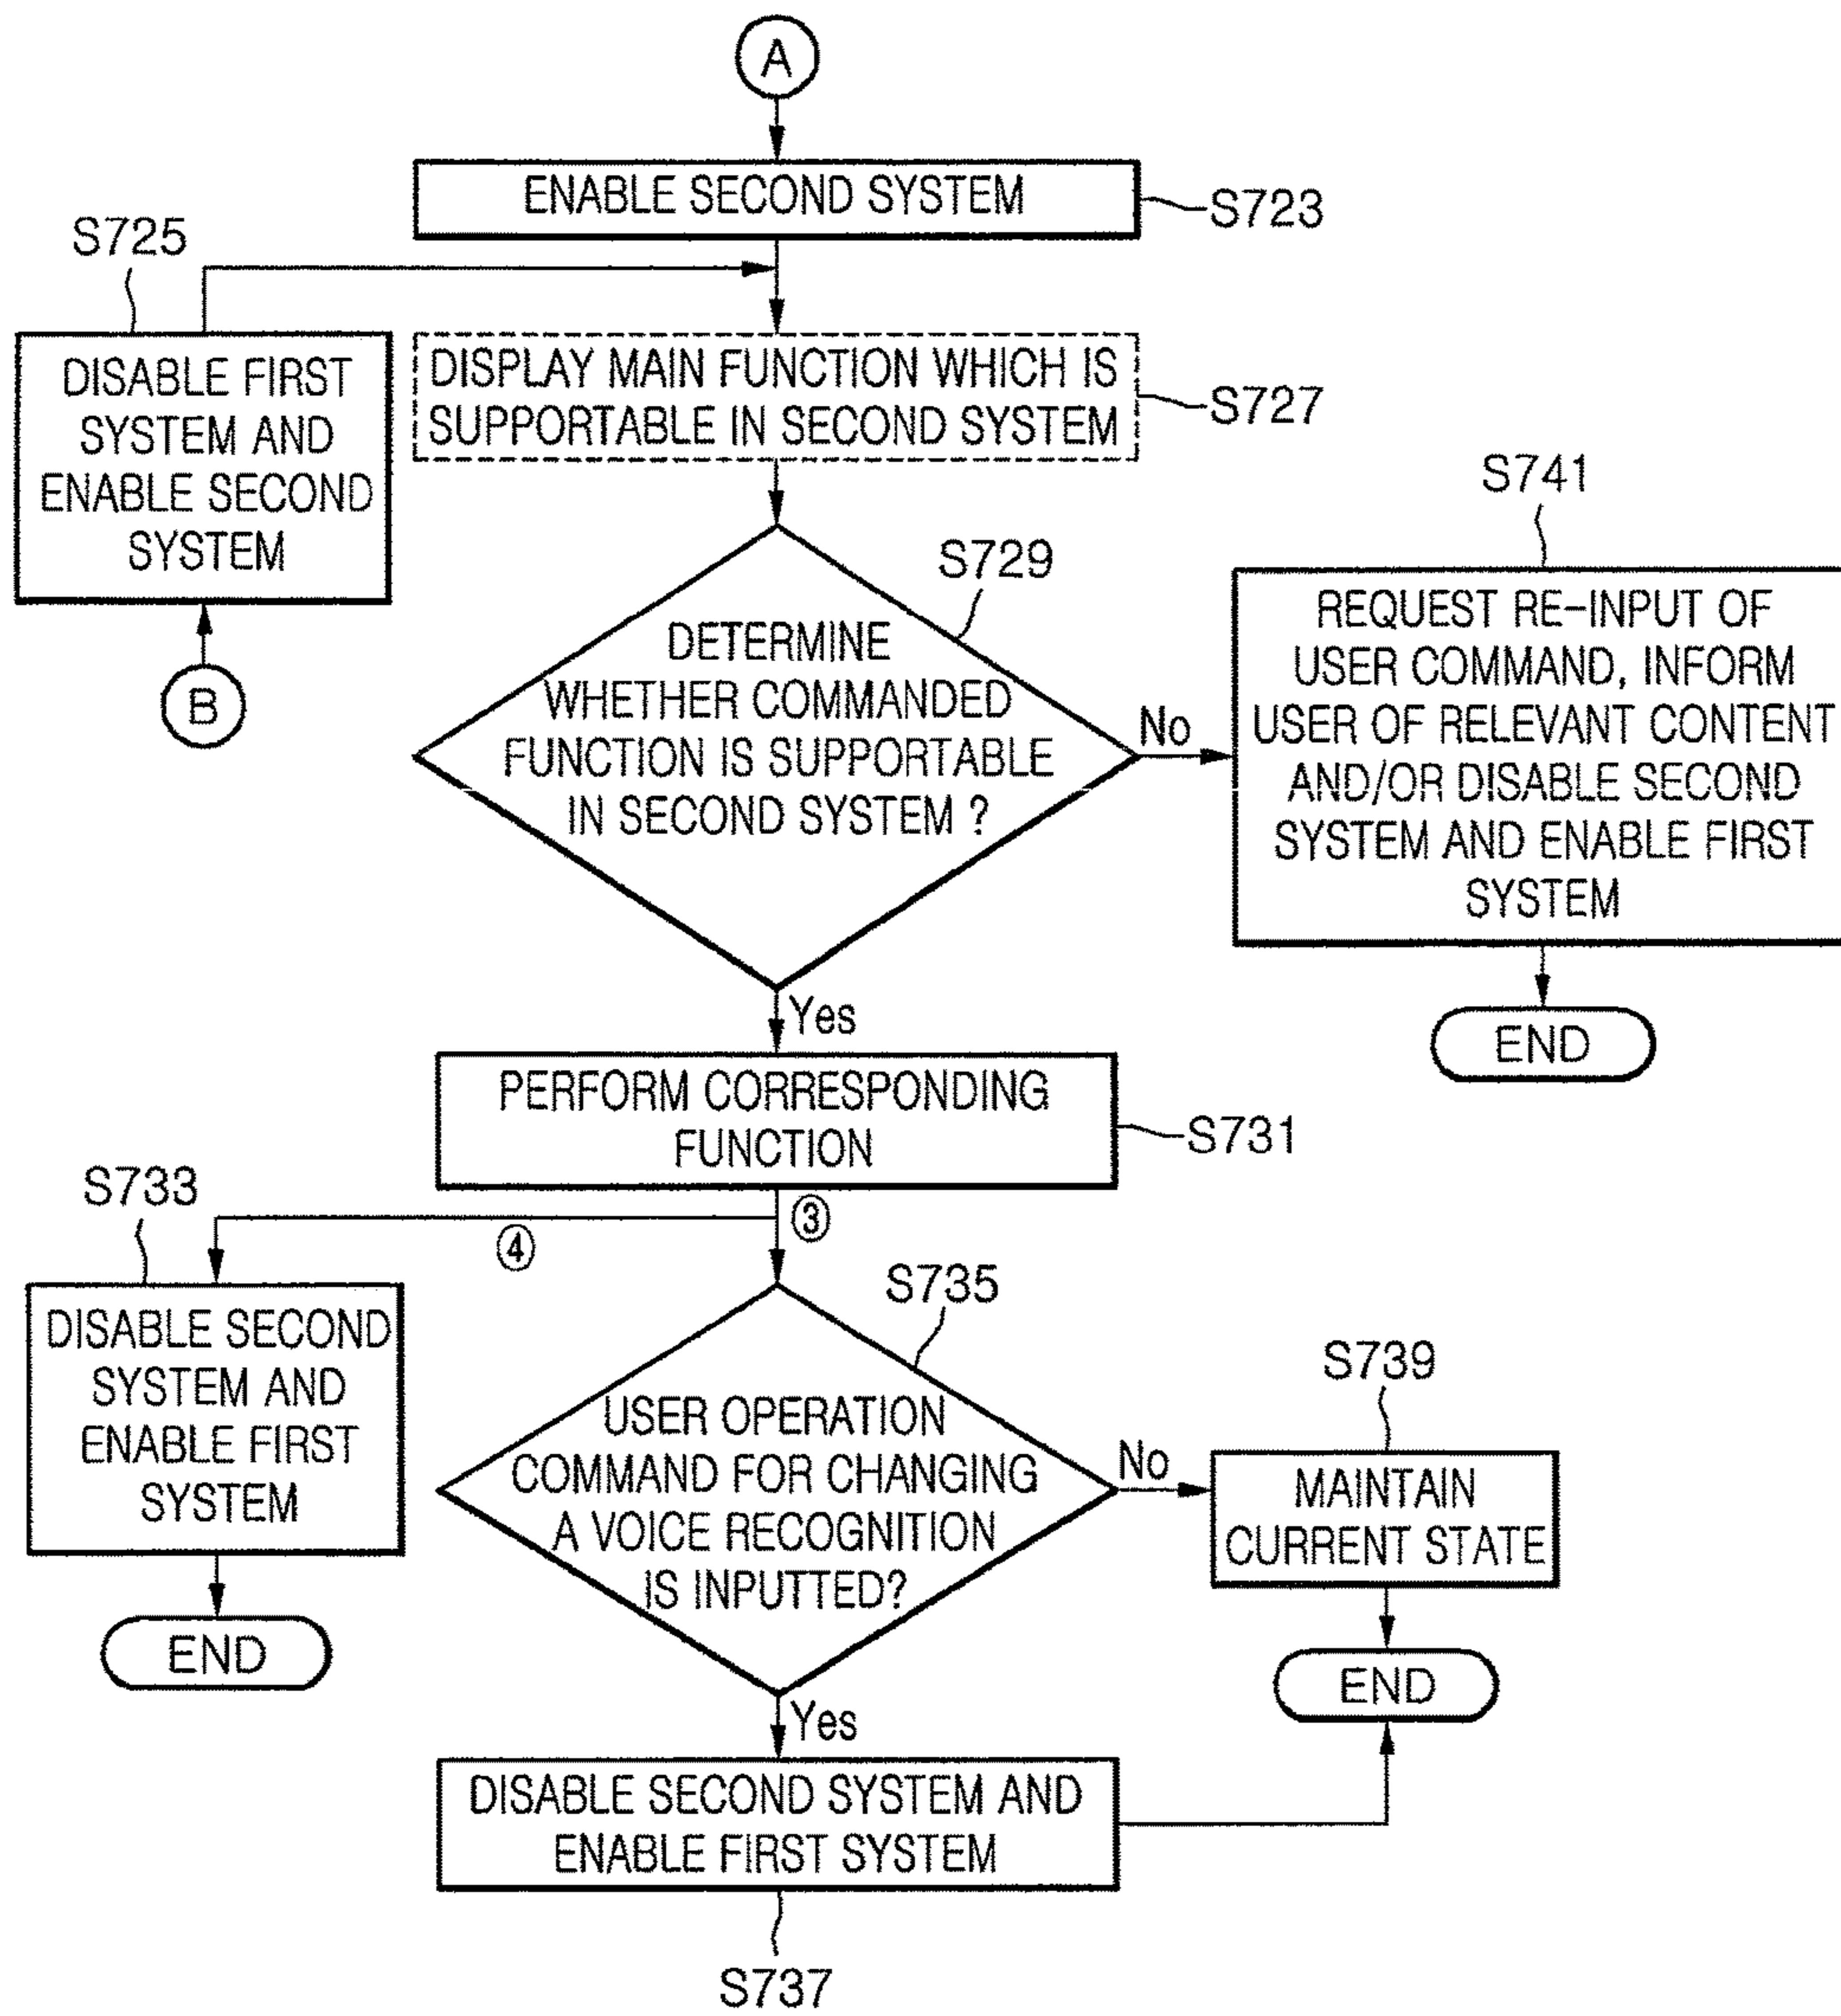 A
ENABLE SECOND SYSTEM
S723
S725
DISABLE FIRST
SYSTEM AND
ENABLE SECOND
SYSTEM
B
DISPLAY MAIN FUNCTION WHICH IS
SUPPORTABLE IN SECOND SYSTEM
S727
S729
DETERMINE
WHETHER COMMANDED
FUNCTION IS SUPPORTABLE
IN SECOND SYSTEM ?
No
S741
REQUEST RE-INPUT OF
USER COMMAND, INFORM
USER OF RELEVANT CONTENT
AND/OR DISABLE SECOND
SYSTEM AND ENABLE FIRST
SYSTEM
END
Yes
PERFORM CORRESPONDING
FUNCTION
S731
③
④
S733
DISABLE SECOND
SYSTEM AND
ENABLE FIRST
SYSTEM
END
S735
USER OPERATION
COMMAND FOR CHANGING
A VOICE RECOGNITION
IS INPUTTED?
No
S739
MAINTAIN
CURRENT STATE
END
Yes
DISABLE SECOND SYSTEM AND
ENABLE FIRST SYSTEM
S737